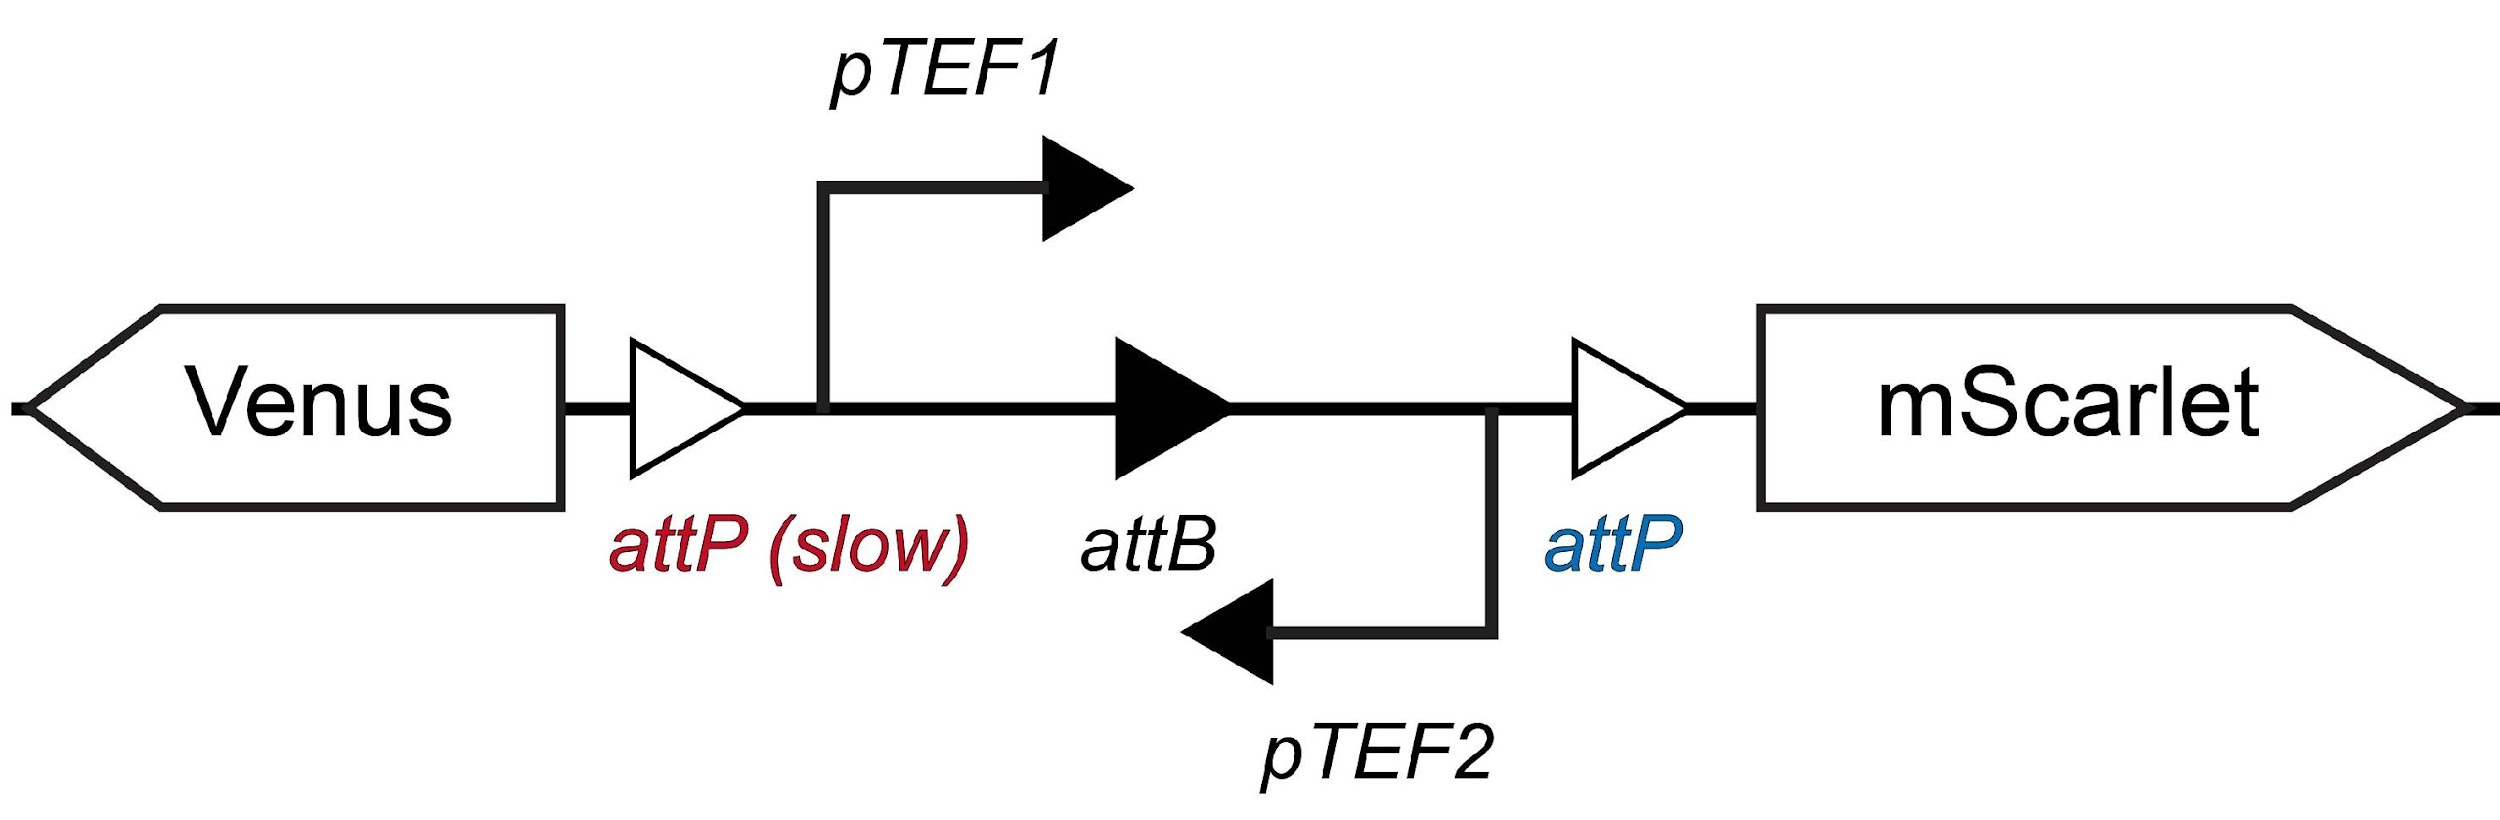 pTEF1
Venus
mScarlet
attP (slow)
attB
attP
pTEF2